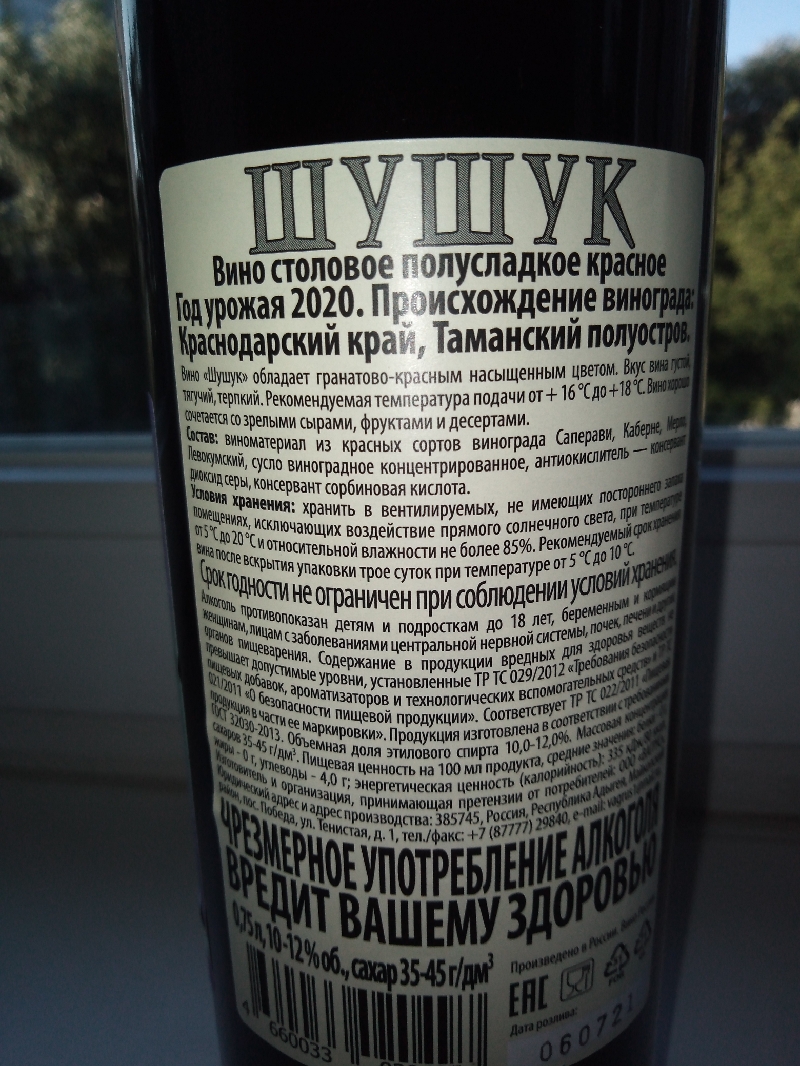 ШУШУК
Вино столовое полусладкое красное
Год урожая 2020. Происхождение винограда:
Краснодарский край, Таманский полуостров.
Вино «Шушук» обладает гранатово-красным насыщенным цветом. Вкус вина густой,
тягучий, терпкий. Рекомендуемая температура подачи от + 16 °С до +18 °С. Вино хорошо
сочетается со зрелыми сырами, фруктами и десертами.
Состав: виноматериал из красных сортов винограда Саперави, Каберне, Мерло,
Левокумский, сусло виноградное концентрированное, антиокислитель — консервант
диоксид серы, консервант сорбиновая кислота.
Условия хранения: хранить в вентилируемых, не имеющих постороннего запаха
помещениях, исключающих воздействие прямого солнечного света, при температуре
от 5 °С до 20 °С и относительной влажности не более 85%. Рекомендуемый срок хранения
вина после вскрытия упаковки трое суток при температуре от 5 °С до 10 °С.
Срок годности не ограничен при соблюдении условий хранения.
Алкоголь противопоказан детям и подросткам до 18 лет, беременным и кормящим
женщинам, лицам с заболеваниями центральной нервной системы, почек, печени и других
органов пищеварения. Содержание в продукции вредных для здоровья веществ не
превышает допустимые уровни, установленные ТР ТС 029/2012 «Требования безопасности
пищевых добавок, ароматизаторов и технологических вспомогательных средств» и ТР ТС
021/2011 «О безопасности пищевой продукции». Соответствует ТР ТС 022/2011 «Пищевая
продукция в части ее маркировки». Продукция изготовлена в соответствии с требованиями
ГОСТ 32030-2013. Объемная доля этилового спирта 10,0-12,0%. Массовая концентрация
сахаров 35-45 г/дм³. Пищевая ценность на 100 мл продукта, средние значения:
жиры - 0 г, углеводы - 4,0 г; энергетическая ценность (калорийность): 335 кДж
Изготовитель и организация, принимающая претензии от потребителей: ООО
Юридический адрес и адрес производства: 385745, Россия, Республика Адыгея,
район, пос. Победа, ул. Тенистая, д. 1, тел./факс: +7 (87777) 29840, e-mail:
ЧРЕЗМЕРНОЕ УПОТРЕБЛЕНИЕ АЛКОГОЛЯ
ВРЕДИТ ВАШЕМУ ЗДОРОВЬЮ
0,75 л, 10-12% об., сахар 35-45 г/дм³
Произведено в России.
ЕАС
Дата розлива:
060721
4 660033